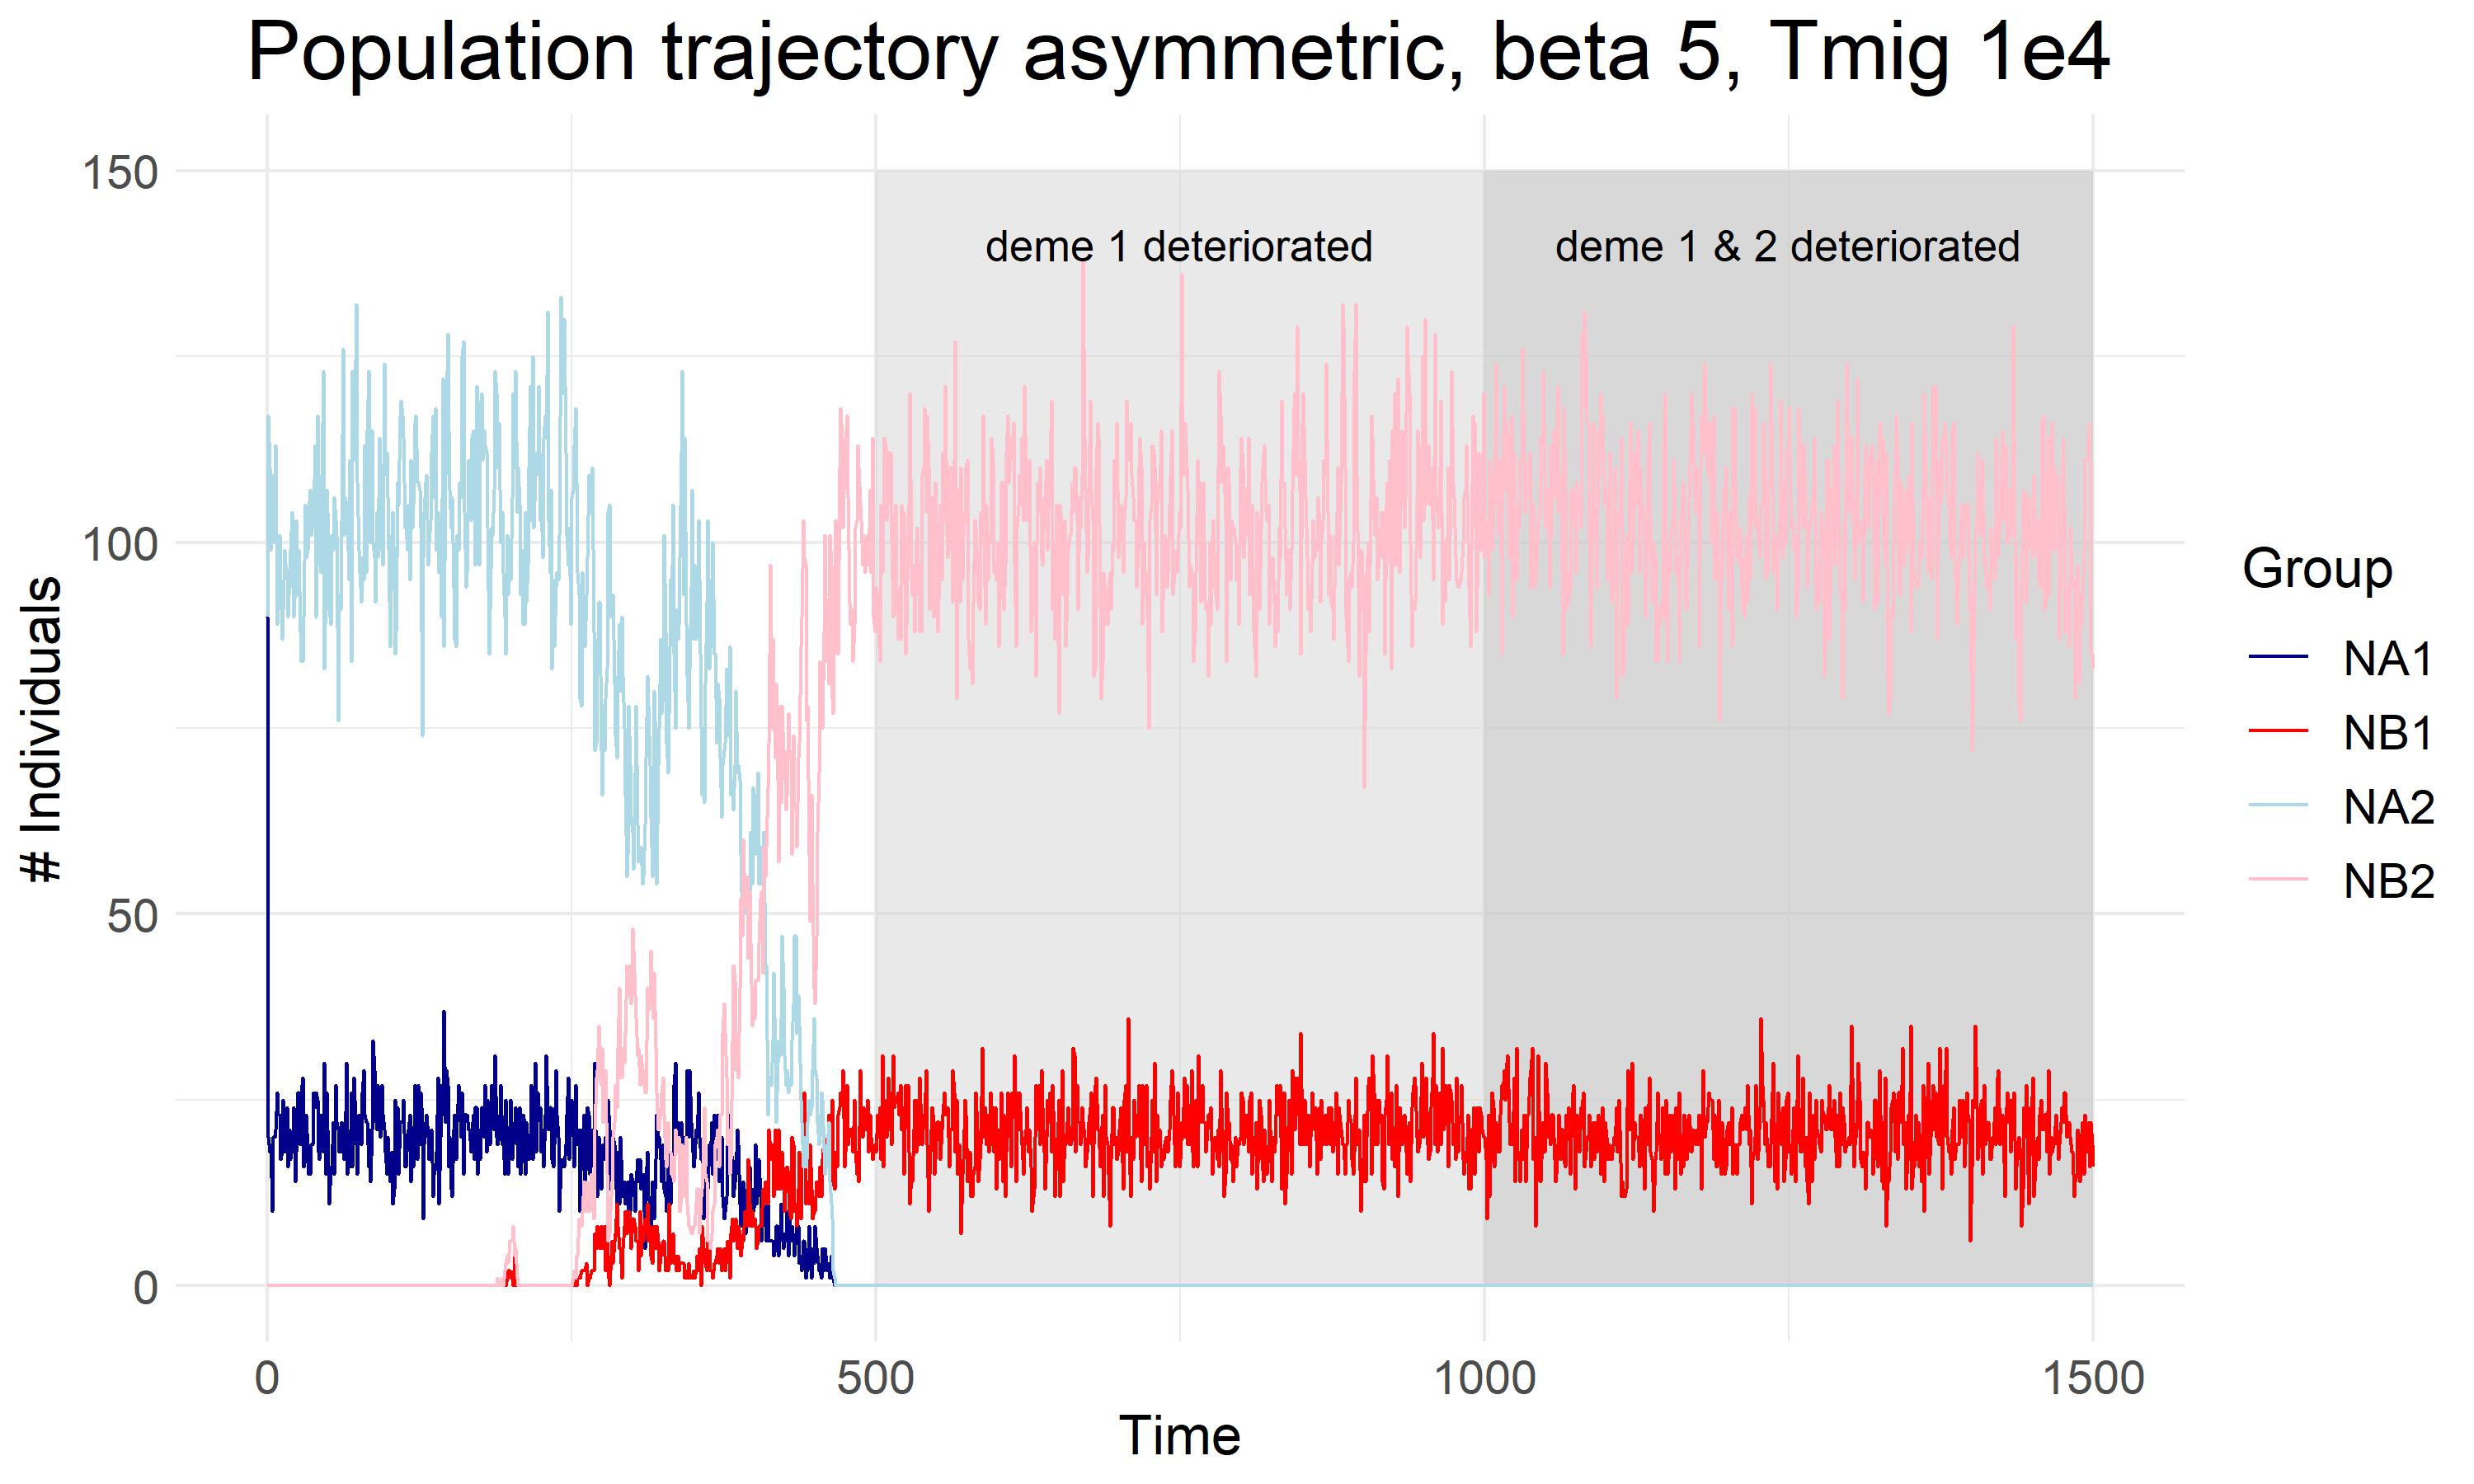 Population trajectory asymmetric, beta 5, Tmig 1e4
150
100
50
0
# Individuals
deme 1 deteriorated
deme 1 & 2 deteriorated
0
500
1000
1500
Time
Group
NA1
NB1
NA2
NB2